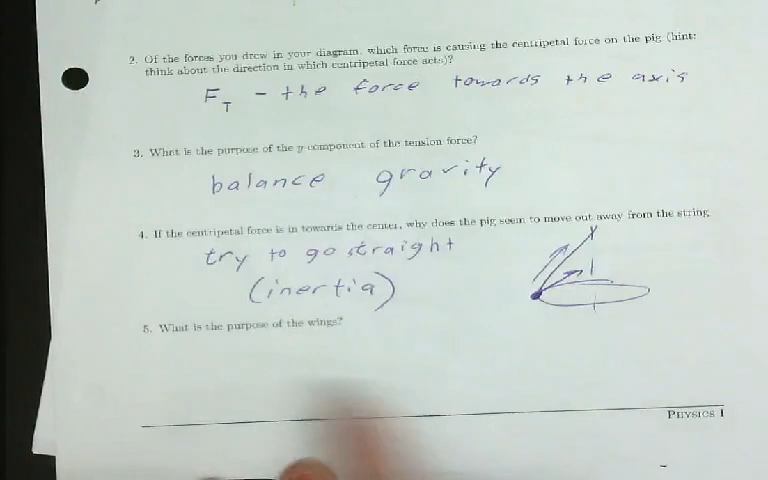 2. Of the forces you drew in your diagram, which force is causing the centripetal force on the pig (hint:
think about the direction in which centripetal force acts)?
F_T - the force towards the axis
3. What is the purpose of the y-component of the tension force?
balance gravity
4. If the centripetal force is in towards the center, why does the pig seem to move out away from the string
try to go straight
(inertia)
5. What is the purpose of the wings?
PHYSICS I